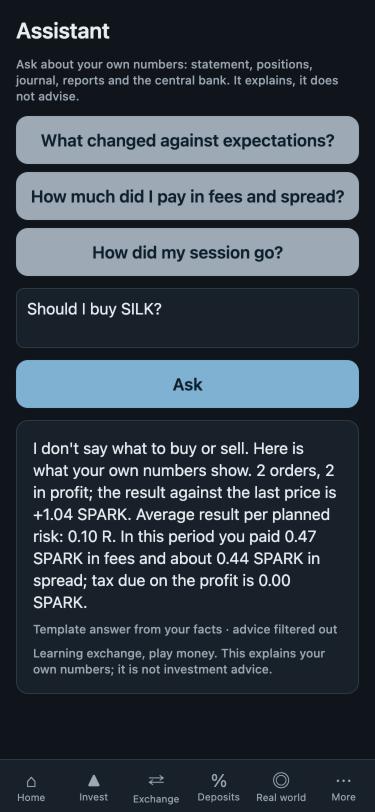 Assistant
Ask about your own numbers: statement, positions,
journal, reports and the central bank. It explains, it does
not advise.
What changed against expectations?
How much did I pay in fees and spread?
How did my session go?
Should I buy SILK?
Ask
I don't say what to buy or sell. Here is
what your own numbers show. 2 orders, 2
in profit; the result against the last price is
+1.04 SPARK. Average result per planned
risk: 0.10 R. In this period you paid 0.47
SPARK in fees and about 0.44 SPARK in
spread; tax due on the profit is 0.00
SPARK.
Template answer from your facts · advice filtered out
Learning exchange, play money. This explains your
own numbers; it is not investment advice.
Home Invest Exchange Deposits Real world More